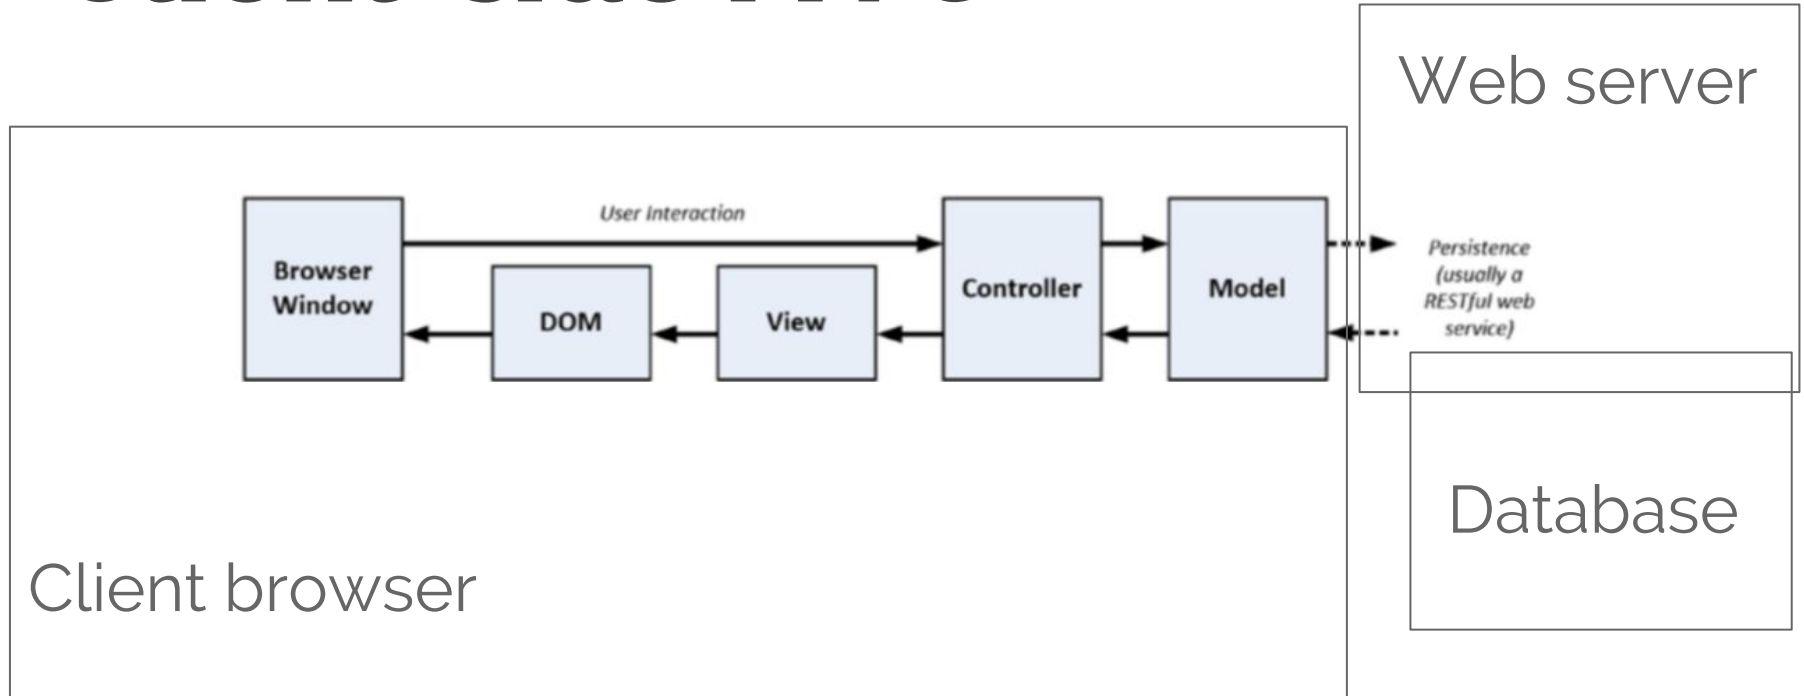 Web server
User Interaction
Browser
Window
DOM
View
Controller
Model
Persistence
(usually a
RESTful web
service)
Database
Client browser